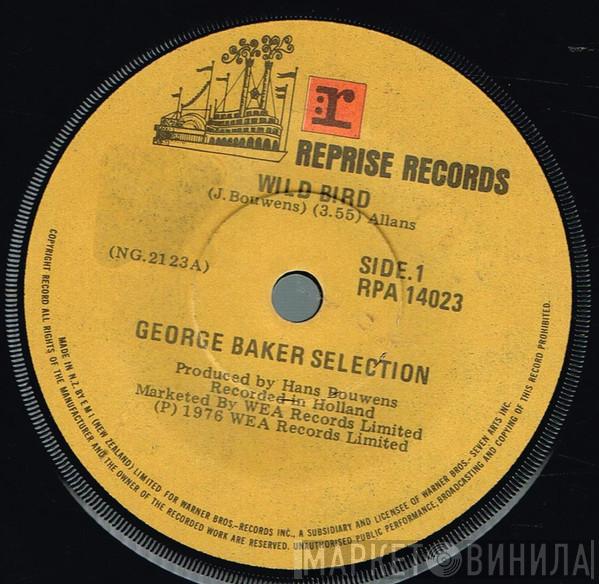 :r
REPRISE RECORDS
WILD BIRD
(J. Bouwens) (3.55) Allans
(NG.2123A)
SIDE.1
RPA 14023
GEORGE BAKER SELECTION
Produced by Hans Bouwens
Recorded in Holland
Marketed By WEA Records Limited
(P) 1976 WEA Records Limited
COPYRIGHT RECORD ALL RIGHTS OF THE MANUFACTURER AND THE OWNER OF THE RECORDED WORK ARE RESERVED. UNAUTHORISED PUBLIC PERFORMANCE, BROADCASTING AND COPYING OF THIS RECORD PROHIBITED.
MADE IN N.Z. BY E M I (NEW ZEALAND) LIMITED FOR WARNER BROS.-RECORDS INC., A SUBSIDIARY AND LICENSEE OF WARNER BROS.- SEVEN ARTS INC.
МАРКЕТ ВИНИЛА